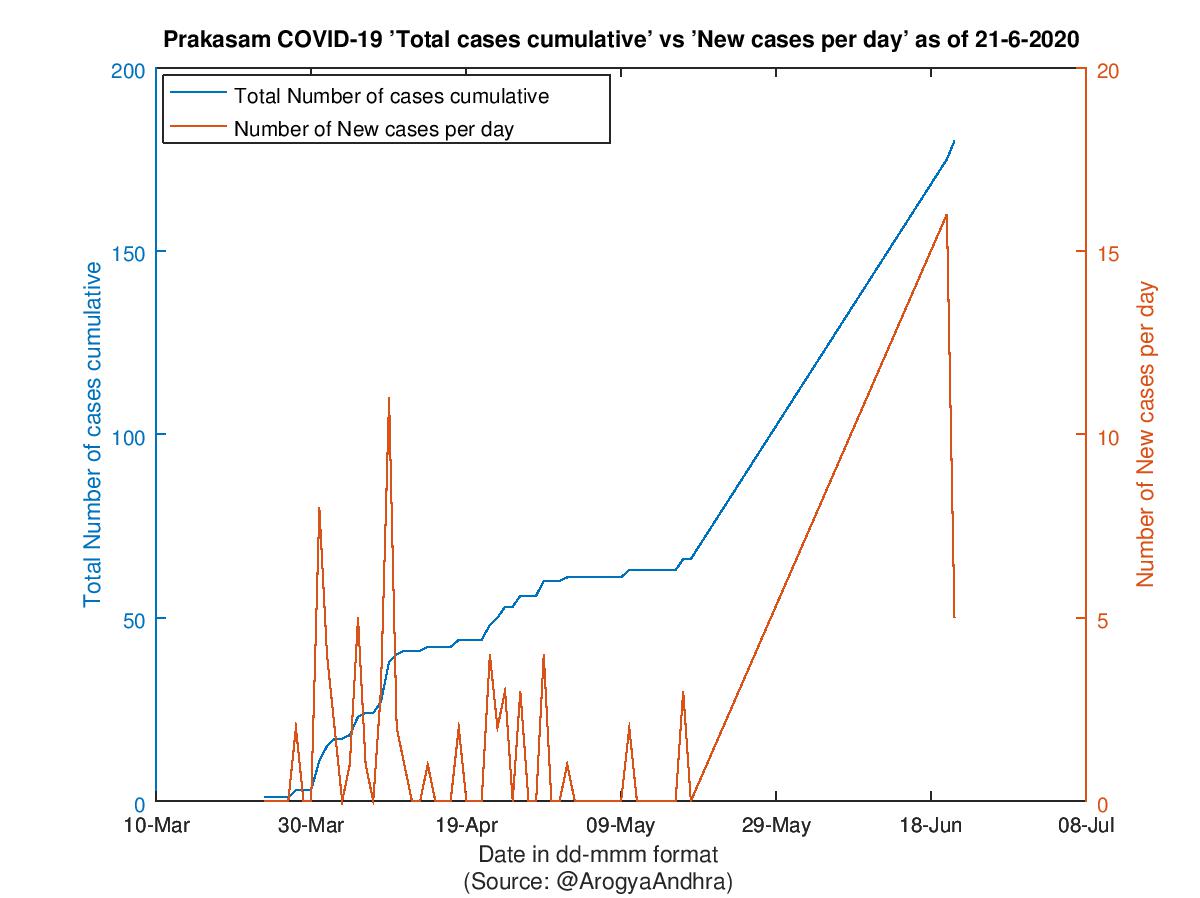 Prakasam COVID-19 ’Total cases cumulative’ vs ’New cases per day’ as of 21-6-2020
Total Number of cases cumulative
Number of New cases per day
200
150
100
50
0
Total Number of cases cumulative
20
15
10
5
0
Number of New cases per day
10-Mar 30-Mar 19-Apr 09-May 29-May 18-Jun 08-Jul
Date in dd-mmm format
(Source: @ArogyaAndhra)